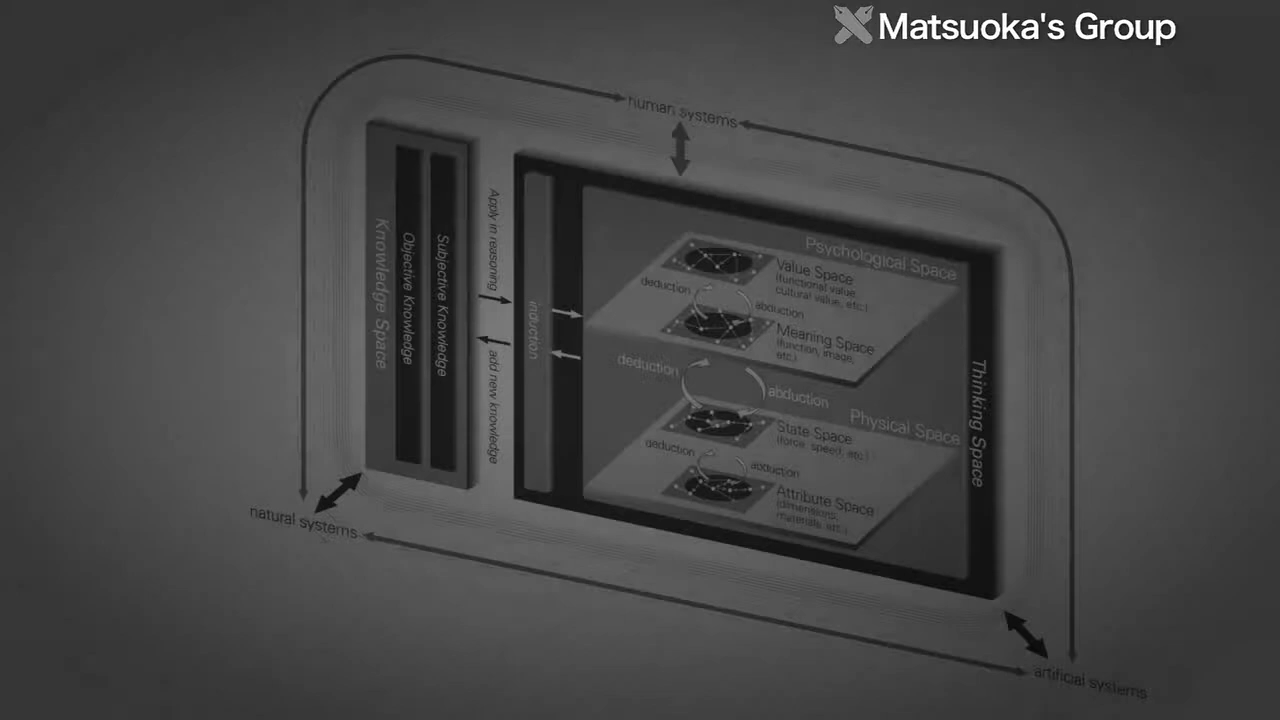 Matsuoka's Group
human systems
Knowledge Space
Objective Knowledge
Subjective Knowledge
Apply in reasoning
add new knowledge
induction
Psychological Space
Value Space
(functional value,
cultural value, etc.)
deduction
abduction
Meaning Space
(function, image,
etc.)
deduction
abduction
Physical Space
State Space
(force, speed, etc.)
deduction
abduction
Attribute Space
(dimensions,
materials, etc.)
Thinking Space
natural systems
artificial systems